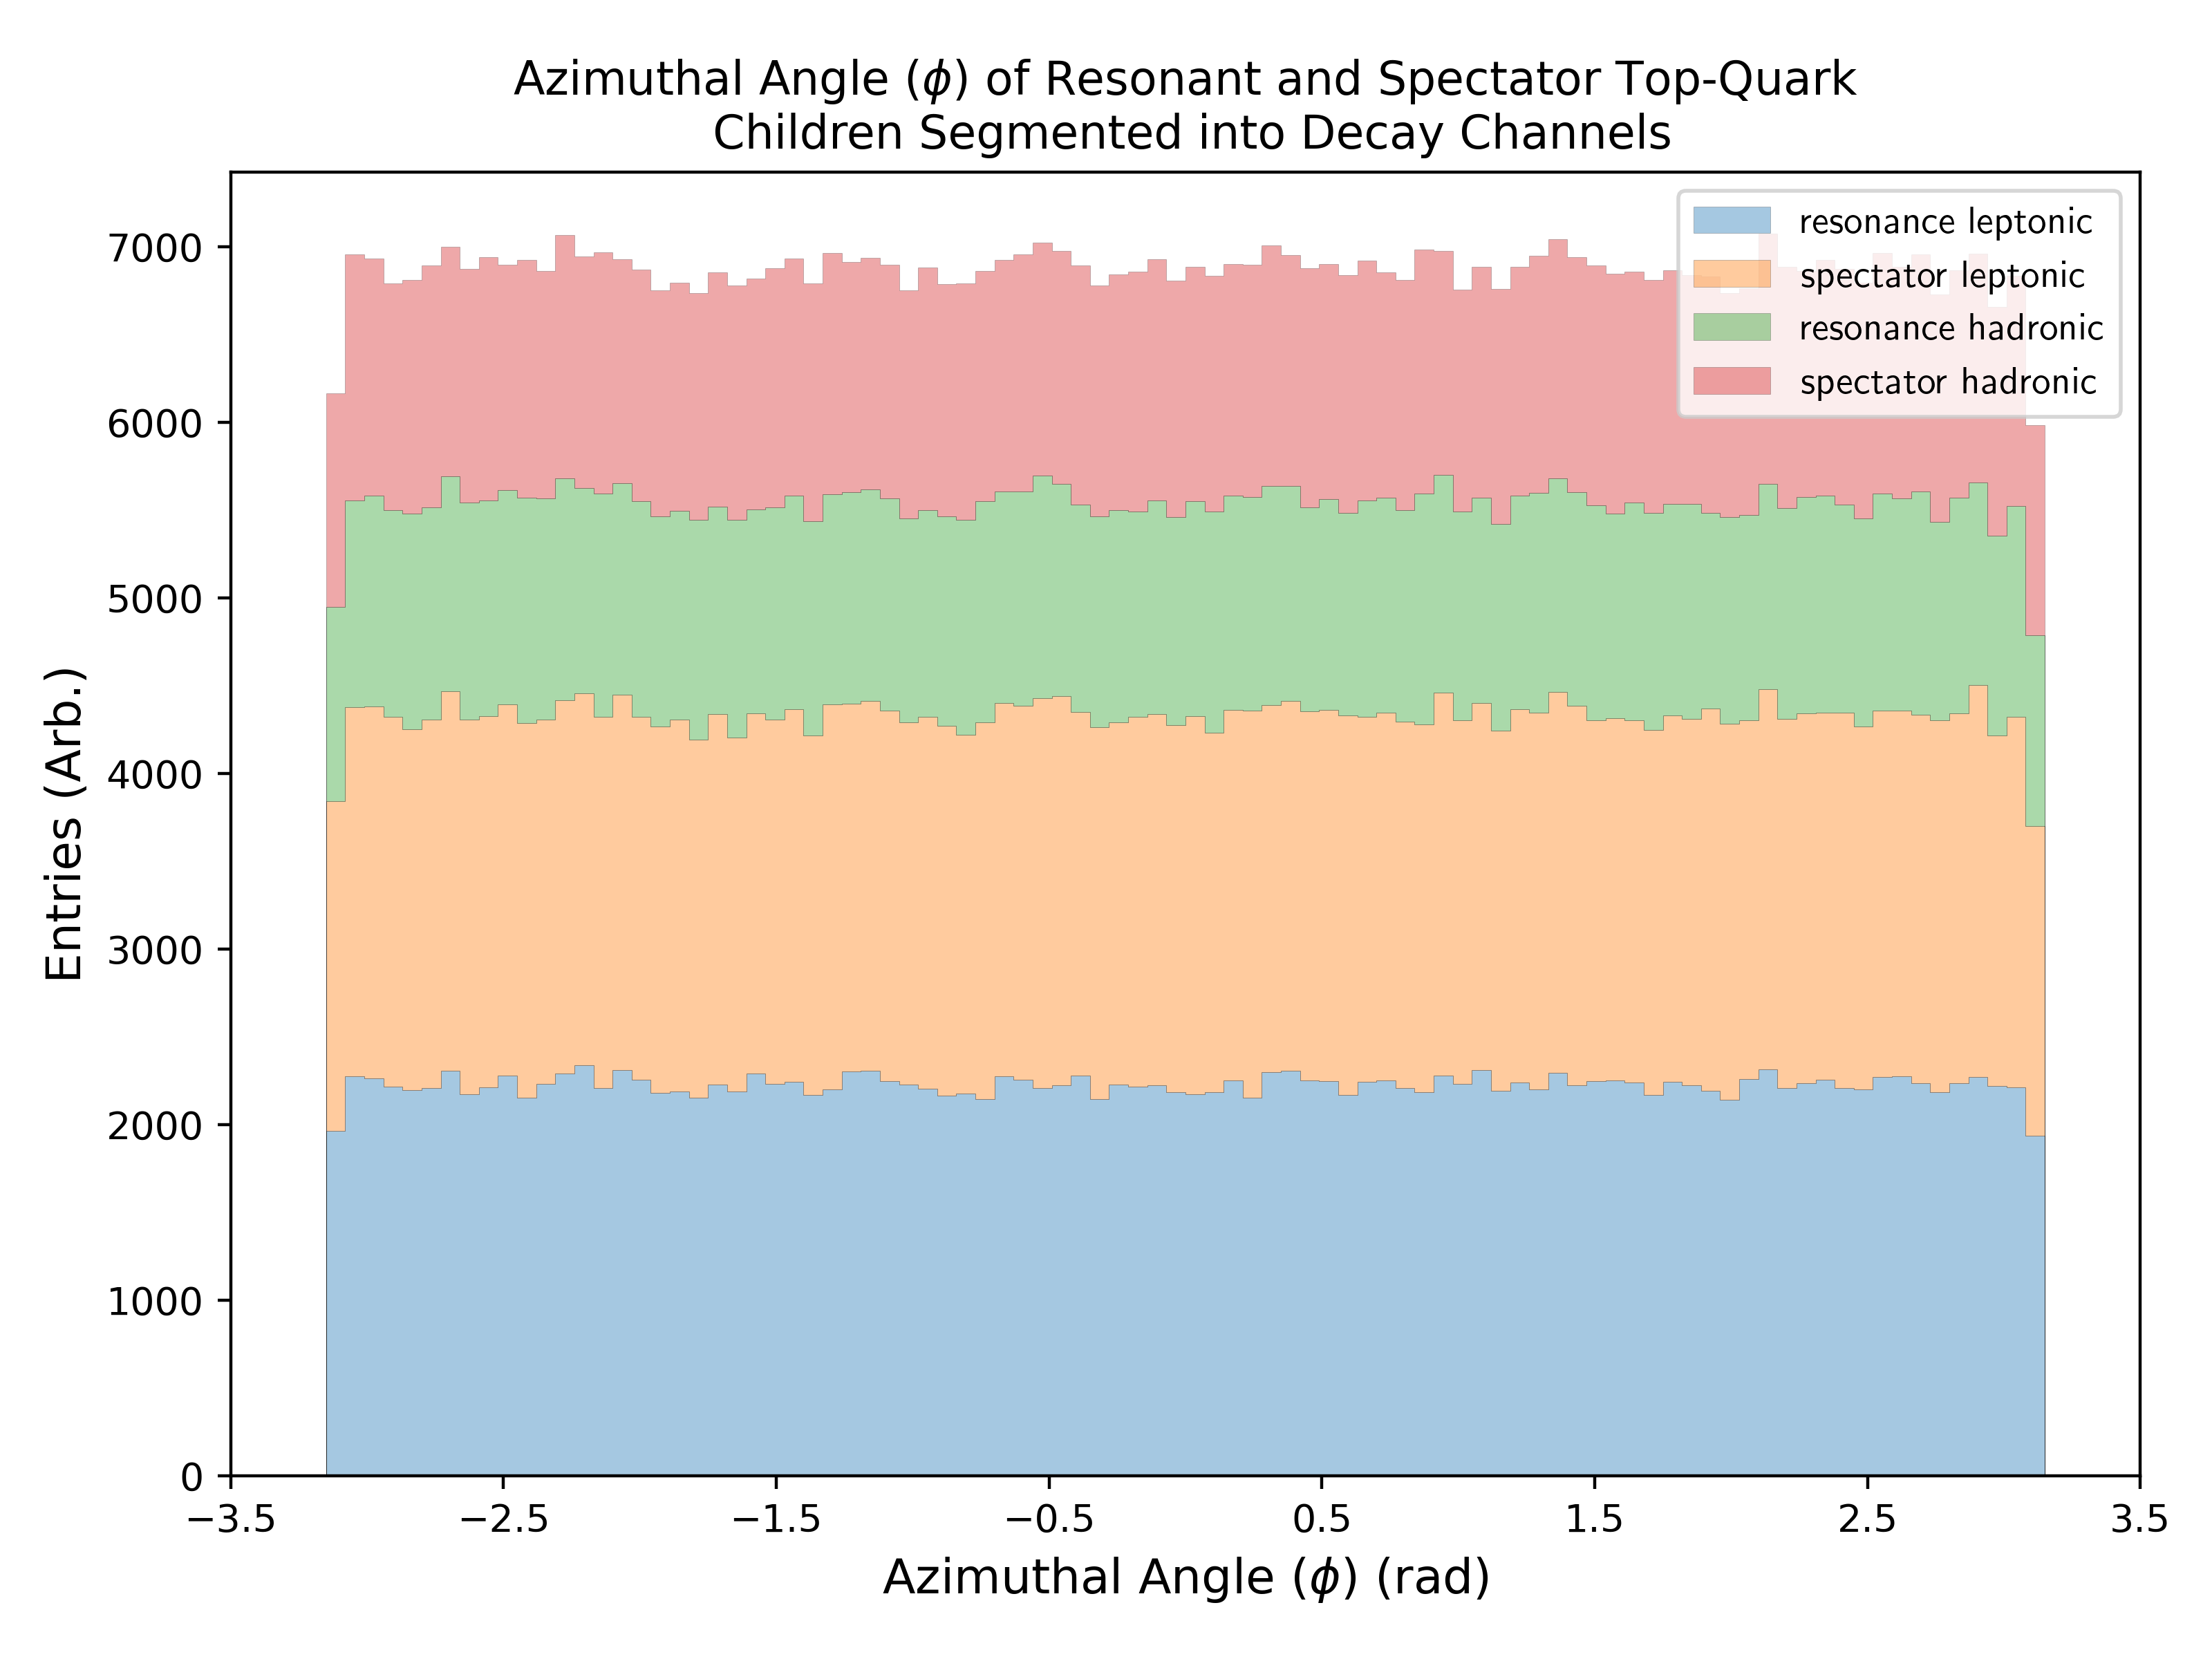 Azimuthal Angle (ϕ) of Resonant and Spectator Top-Quark
Children Segmented into Decay Channels
resonance leptonic
spectator leptonic
resonance hadronic
spectator hadronic
Entries (Arb.)
7000
6000
5000
4000
3000
2000
1000
0
−3.5 −2.5 −1.5 −0.5 0.5 1.5 2.5 3.5
Azimuthal Angle (ϕ) (rad)